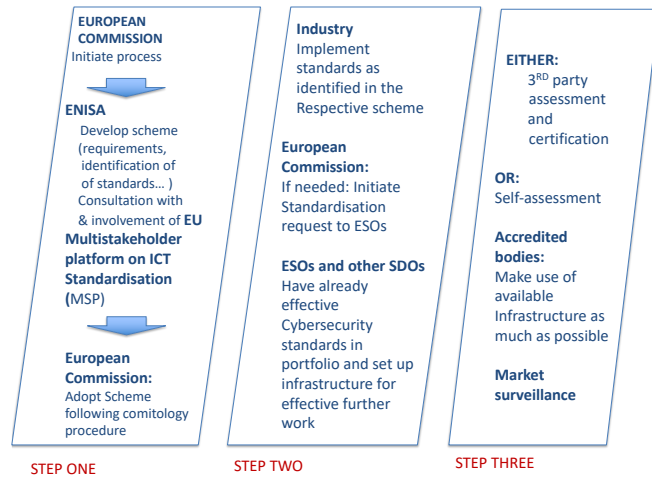 EUROPEAN
COMMISSION
Initiate process
ENISA
Develop scheme
(requirements,
identification of
of standards... )
Consultation with
& involvement of EU
Multistakeholder
platform on ICT
Standardisation
(MSP)
European
Commission:
Adopt Scheme
following comitology
procedure
STEP ONE
Industry
Implement
standards as
identified in the
Respective scheme
European
Commission:
If needed: Initiate
Standardisation
request to ESOs
ESOs and other SDOs
Have already
effective
Cybersecurity
standards in
portfolio and set up
infrastructure for
effective further
work
STEP TWO
EITHER:
3RD party
assessment
and
certification
OR:
Self-assessment
Accredited
bodies:
Make use of
available
Infrastructure as
much as possible
Market
surveillance
STEP THREE